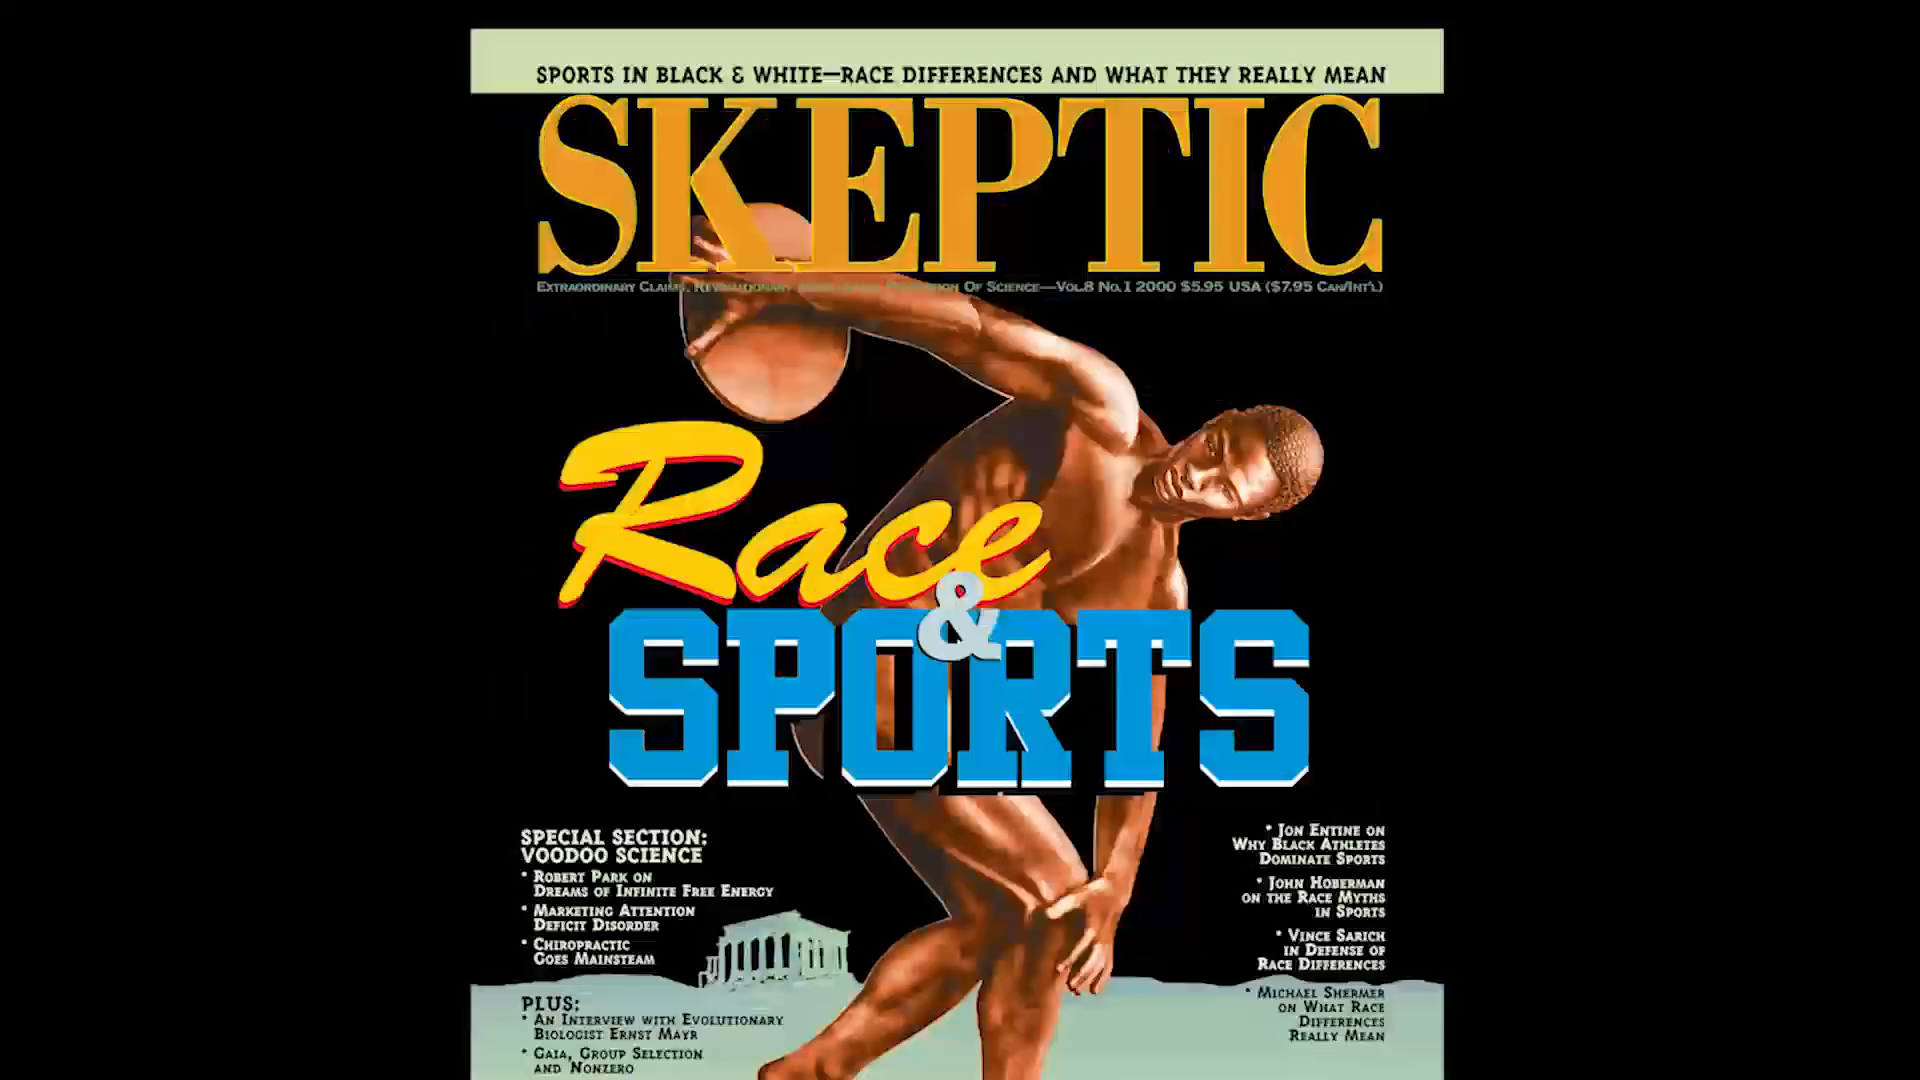 SPORTS IN BLACK & WHITE—RACE DIFFERENCES AND WHAT THEY REALLY MEAN
SKEPTIC
EXTRAORDINARY CLAIMS, OF SCIENCE—VOL.8 NO.1 2000 $5.95 USA ($7.95 CAN/INT'L)
Race
&
SPORTS
SPECIAL SECTION:
VOODOO SCIENCE
• ROBERT PARK ON
DREAMS OF INFINITE FREE ENERGY
• MARKETING ATTENTION
DEFICIT DISORDER
• CHIROPRACTIC
GOES MAINSTEAM
PLUS:
• AN INTERVIEW WITH EVOLUTIONARY
BIOLOGIST ERNST MAYR
• GAIA, GROUP SELECTION
AND NONZERO
• JON ENTINE ON
WHY BLACK ATHLETES
DOMINATE SPORTS
• JOHN HOBERMAN
ON THE RACE MYTHS
IN SPORTS
• VINCE SARICH
IN DEFENSE OF
RACE DIFFERENCES
• MICHAEL SHERMER
ON WHAT RACE
DIFFERENCES
REALLY MEAN